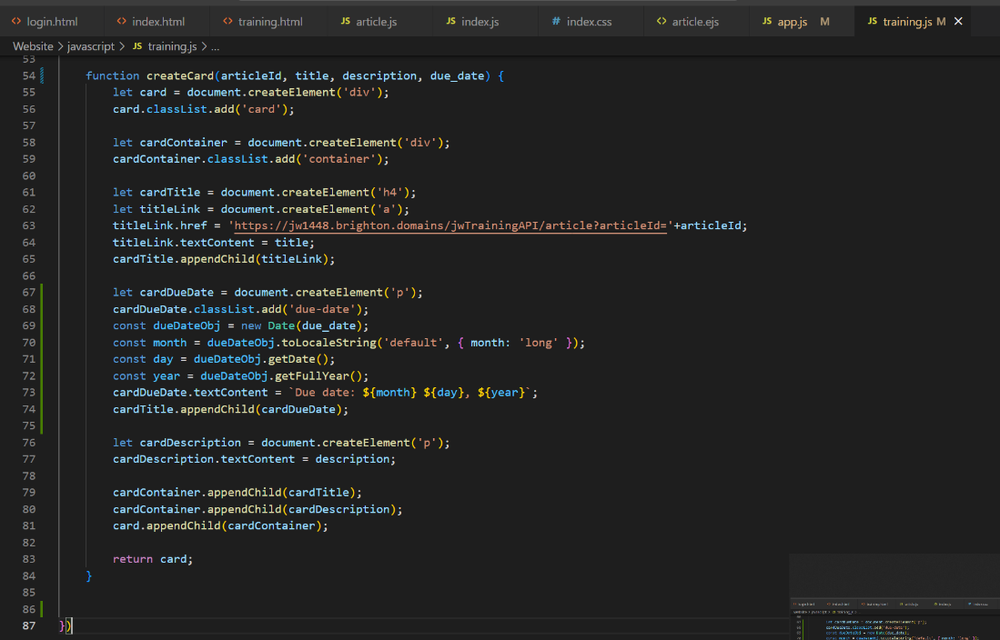 login.html index.html training.html JS article.js JS index.js # index.css article.ejs JS app.js M JS training.js M
Website > javascript > JS training.js > ...
53
54 function createCard(articleId, title, description, due_date) {
55 let card = document.createElement('div');
56 card.classList.add('card');
57
58 let cardContainer = document.createElement('div');
59 cardContainer.classList.add('container');
60
61 let cardTitle = document.createElement('h4');
62 let titleLink = document.createElement('a');
63 titleLink.href = 'https://jw1448.brighton.domains/jwTrainingAPI/article?articleId='+articleId;
64 titleLink.textContent = title;
65 cardTitle.appendChild(titleLink);
66
67 let cardDueDate = document.createElement('p');
68 cardDueDate.classList.add('due-date');
69 const dueDateObj = new Date(due_date);
70 const month = dueDateObj.toLocaleString('default', { month: 'long' });
71 const day = dueDateObj.getDate();
72 const year = dueDateObj.getFullYear();
73 cardDueDate.textContent = `Due date: ${month} ${day}, ${year}`;
74 cardTitle.appendChild(cardDueDate);
75
76 let cardDescription = document.createElement('p');
77 cardDescription.textContent = description;
78
79 cardContainer.appendChild(cardTitle);
80 cardContainer.appendChild(cardDescription);
81 card.appendChild(cardContainer);
82
83 return card;
84 }
85
86
87 })